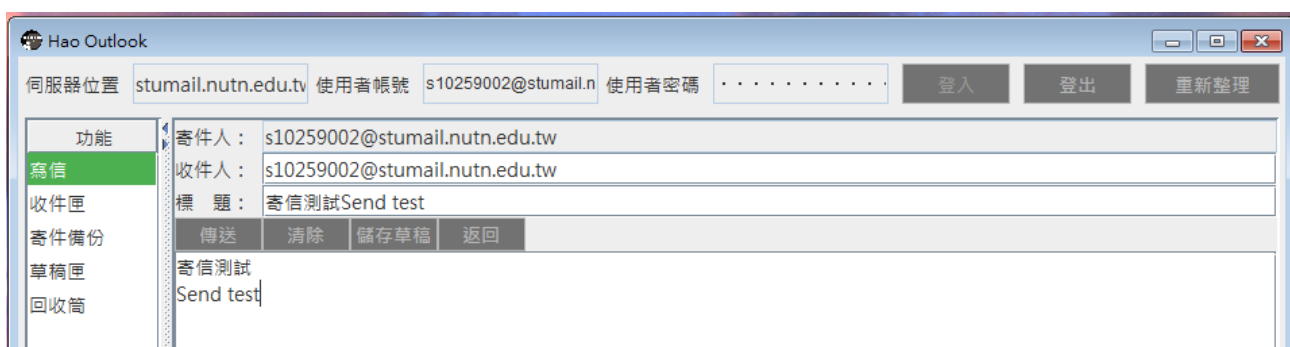 Hao Outlook
伺服器位置 stumail.nutn.edu.tv 使用者帳號 s10259002@stumail.n 使用者密碼 ・・・・・・・・・・・ 登入 登出 重新整理
功能
寫信
收件匣
寄件備份
草稿匣
回收筒
寄件人： s10259002@stumail.nutn.edu.tw
收件人： s10259002@stumail.nutn.edu.tw
標 題： 寄信測試Send test
傳送 清除 儲存草稿 返回
寄信測試
Send test